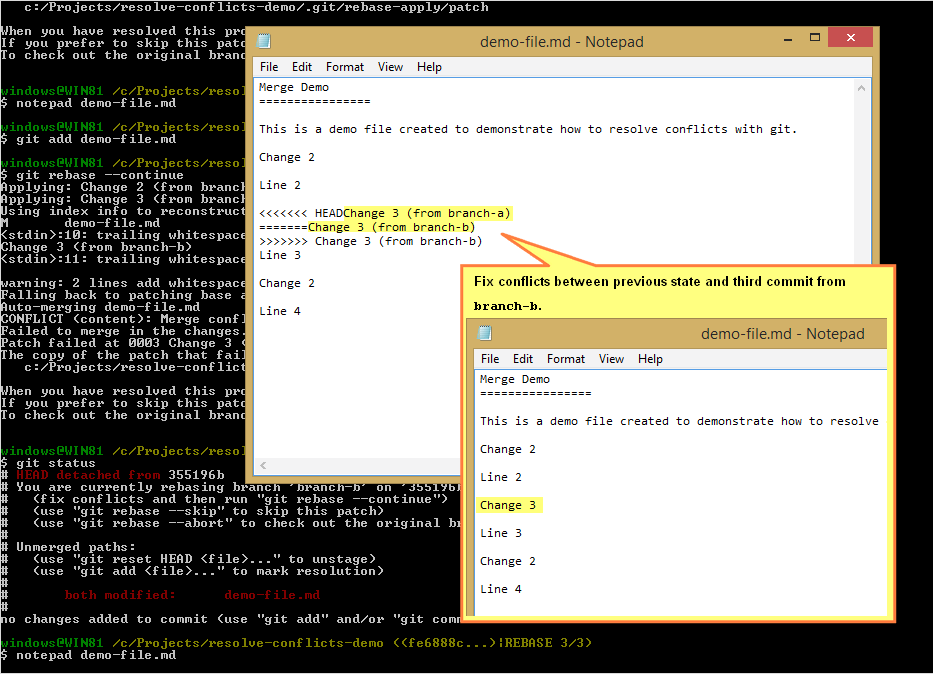 c:/Projects/resolve-conflicts-demo/.git/rebase-apply/patch
When you have resolved this pro
If you prefer to skip this patc
To check out the original branc
windows@WIN81 /c/Projects/resol
$ notepad demo-file.md
windows@WIN81 /c/Projects/resol
$ git add demo-file.md
windows@WIN81 /c/Projects/resol
$ git rebase --continue
Applying: Change 2 (from branch
Applying: Change 3 (from branch
Using index info to reconstruct
M demo-file.md
<stdin>:10: trailing whitespace
Change 3 (from branch-b)
<stdin>:11: trailing whitespace
warning: 2 lines add whitespace
Falling back to patching base a
Auto-merging demo-file.md
CONFLICT (content): Merge confl
Failed to merge in the changes.
Patch failed at 0003 Change 3 (
The copy of the patch that fail
c:/Projects/resolve-conflict
When you have resolved this pro
If you prefer to skip this patc
To check out the original branc
windows@WIN81 /c/Projects/resol
$ git status
# HEAD detached from 355196b
# You are currently rebasing branch 'branch-b' on '355196b
# (fix conflicts and then run "git rebase --continue")
# (use "git rebase --skip" to skip this patch)
# (use "git rebase --abort" to check out the original br
#
# Unmerged paths:
# (use "git reset HEAD <file>..." to unstage)
# (use "git add <file>..." to mark resolution)
#
# both modified: demo-file.md
#
no changes added to commit (use "git add" and/or "git com
windows@WIN81 /c/Projects/resolve-conflicts-demo ((fe6888c...)|REBASE 3/3)
$ notepad demo-file.md
demo-file.md - Notepad
File Edit Format View Help
Merge Demo
================
This is a demo file created to demonstrate how to resolve conflicts with git.
Change 2
Line 2
<<<<<<< HEADChange 3 (from branch-a)
=======Change 3 (from branch-b)
>>>>>>> Change 3 (from branch-b)
Line 3
Change 2
Line 4
Fix conflicts between previous state and third commit from
branch-b.
demo-file.md - Notepad
File Edit Format View Help
Merge Demo
================
This is a demo file created to demonstrate how to resolve
Change 2
Line 2
Change 3
Line 3
Change 2
Line 4